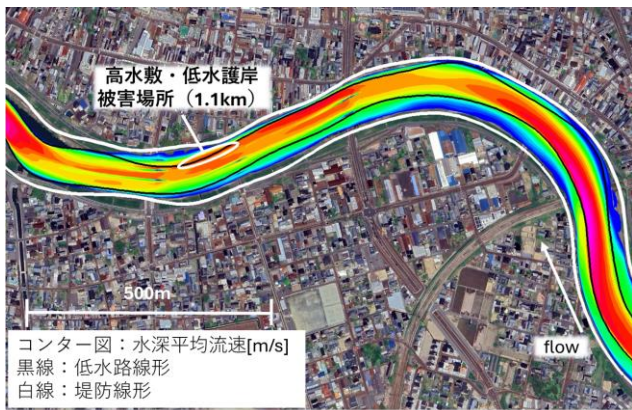 高水敷・低水護岸
被害場所（1.1km）
500m
flow
コンター図：水深平均流速[m/s]
黒線：低水路線形
白線：堤防線形